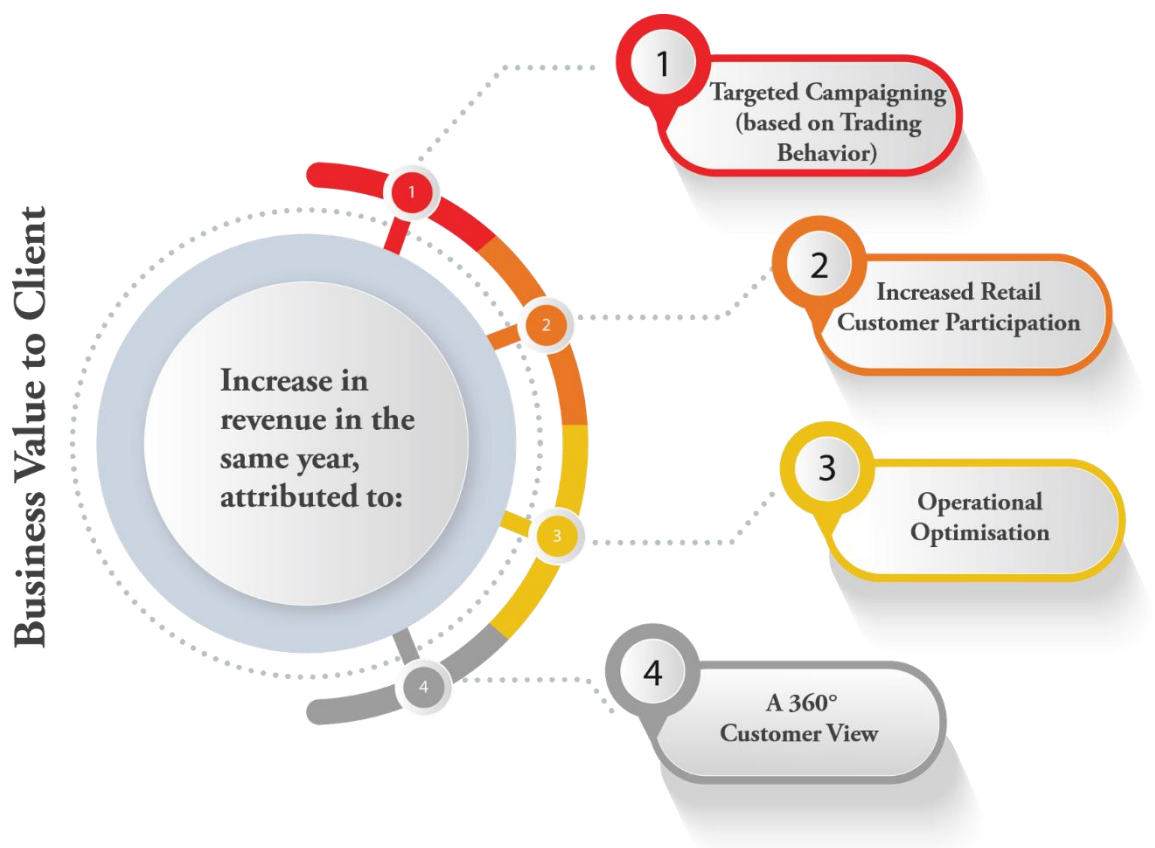 Business Value to Client
Increase in
revenue in the
same year,
attributed to:
1
2
3
4
1
Targeted Campaigning
(based on Trading
Behavior)
2
Increased Retail
Customer Participation
3
Operational
Optimisation
4
A 360°
Customer View